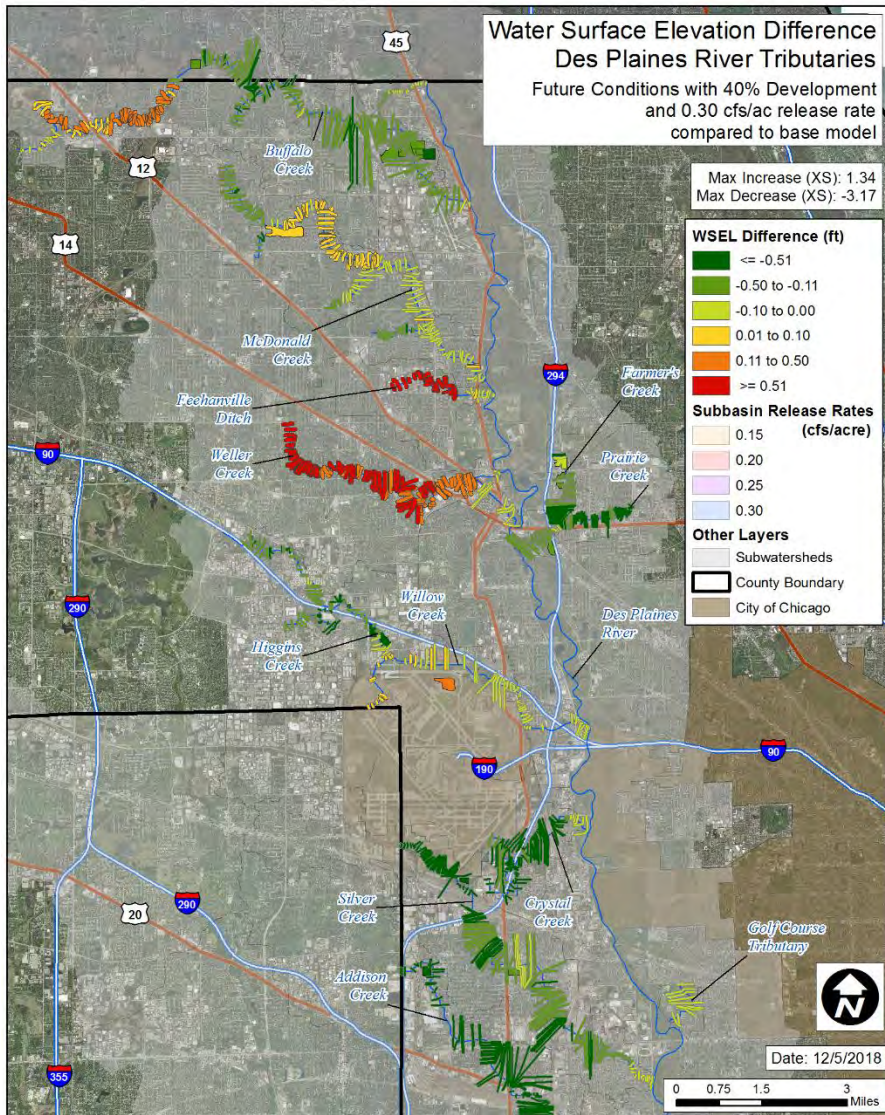 Water Surface Elevation Difference
Des Plaines River Tributaries
Future Conditions with 40% Development
and 0.30 cfs/ac release rate
compared to base model
Max Increase (XS): 1.34
Max Decrease (XS): -3.17
WSEL Difference (ft)
<= -0.51
-0.50 to -0.11
-0.10 to 0.00
0.01 to 0.10
0.11 to 0.50
>= 0.51
Subbasin Release Rates
(cfs/acre)
0.15
0.20
0.25
0.30
Other Layers
Subwatersheds
County Boundary
City of Chicago
45
Buffalo
Creek
12
14
McDonald
Creek
294
Farmer's
Creek
Feehanville
Ditch
Weller
Creek
90
Prairie
Creek
290
Willow
Creek
Des Plaines
River
Higgins
Creek
190
90
Silver
Creek
Crystal
Creek
20
290
Golf Course
Tributary
Addison
Creek
355
N
Date: 12/5/2018
0 0.75 1.5 3
Miles